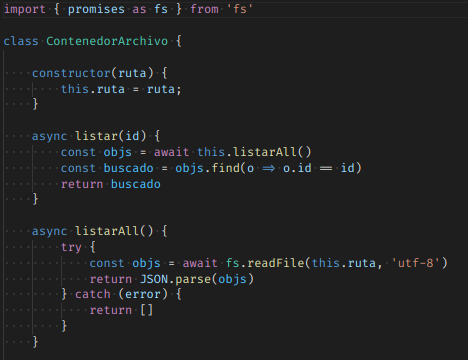 import { promises as fs } from 'fs'
class ContenedorArchivo {
    constructor(ruta) {
        this.ruta = ruta;
    }
    async listar(id) {
        const objs = await this.listarAll()
        const buscado = objs.find(o => o.id == id)
        return buscado
    }
    async listarAll() {
        try {
            const objs = await fs.readFile(this.ruta, 'utf-8')
            return JSON.parse(objs)
        } catch (error) {
            return []
        }
    }